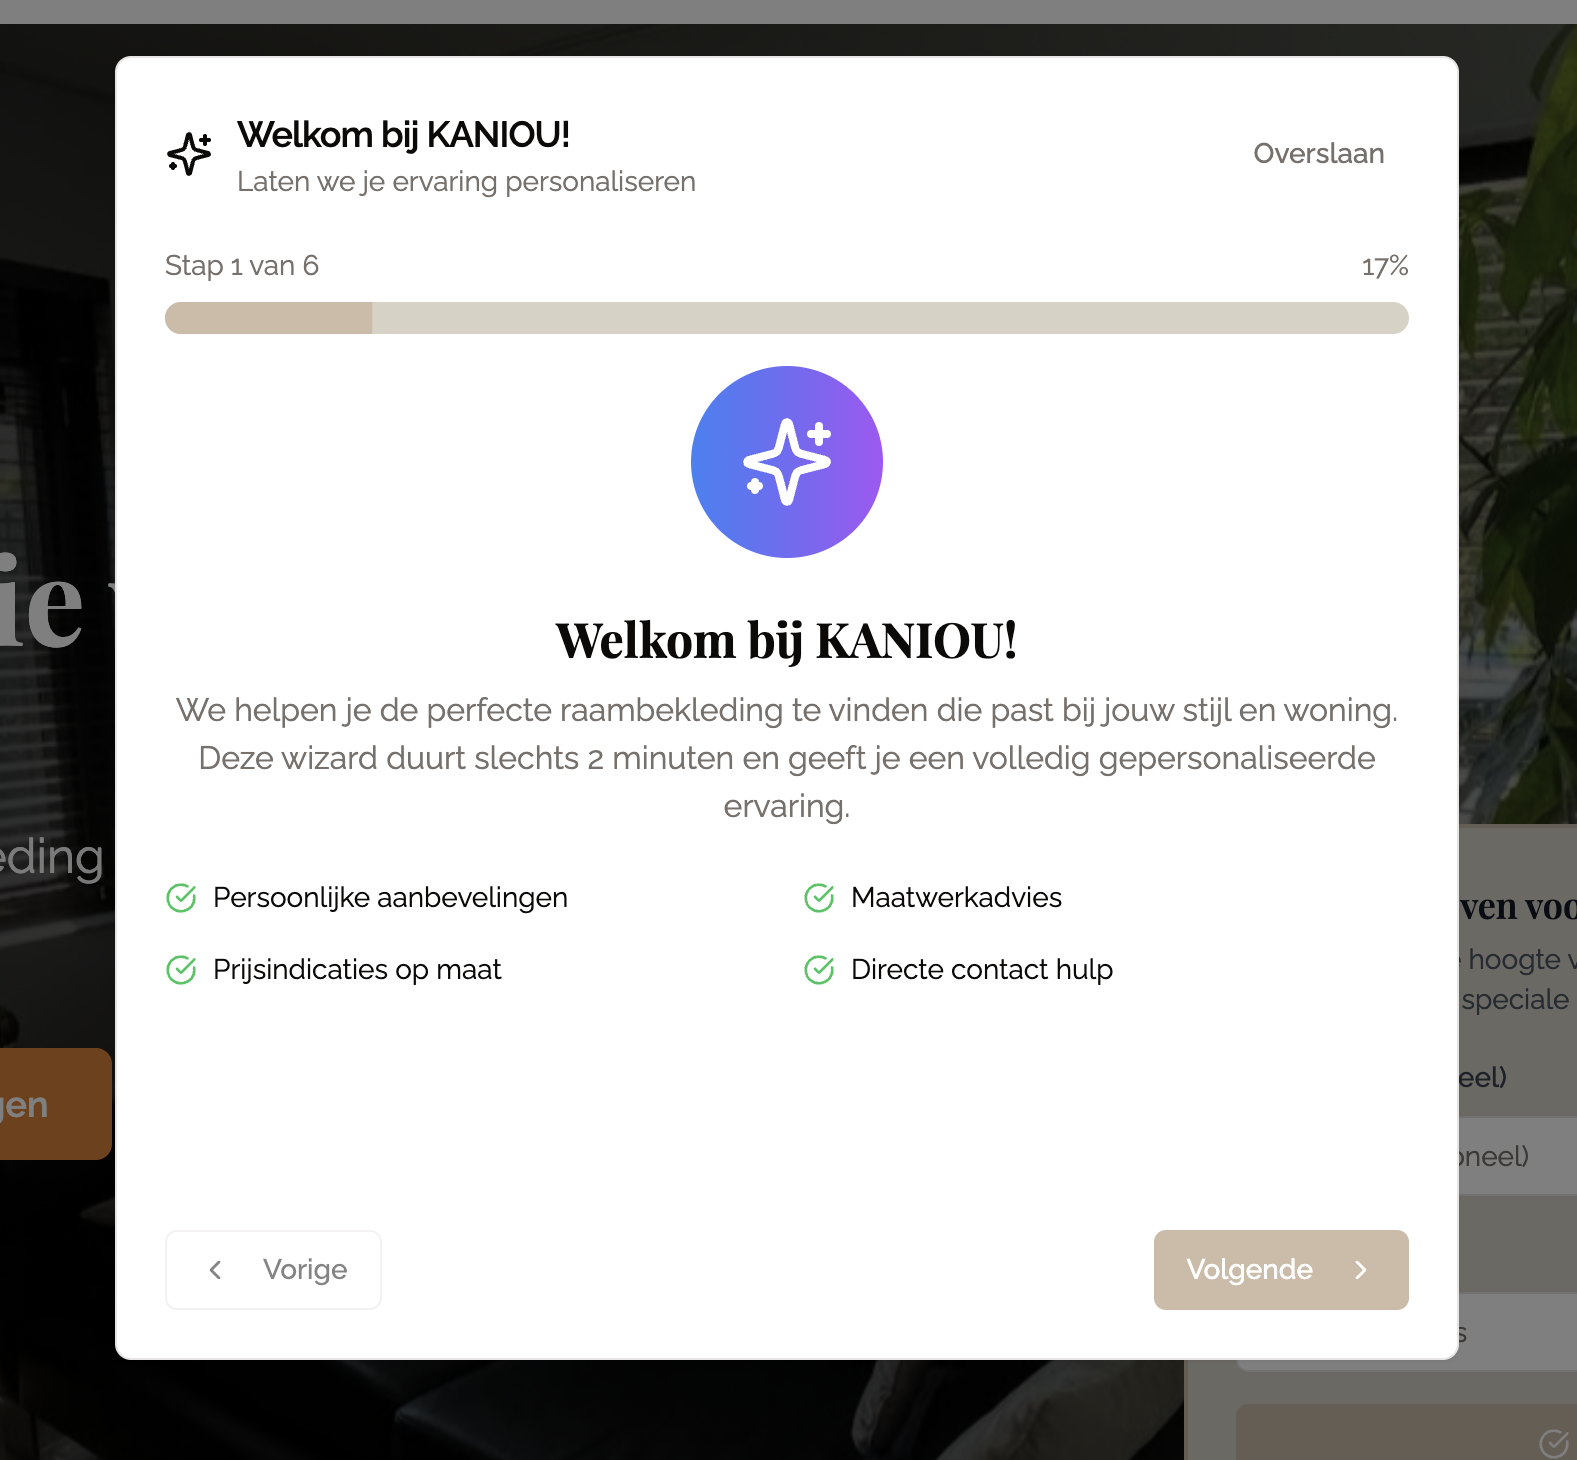 Welkom bij KANIOU!
Laten we je ervaring personaliseren
Overslaan
Stap 1 van 6
17%
Welkom bij KANIOU!
We helpen je de perfecte raambekleding te vinden die past bij jouw stijl en woning.
Deze wizard duurt slechts 2 minuten en geeft je een volledig gepersonaliseerde
ervaring.
Persoonlijke aanbevelingen
Maatwerkadvies
Prijsindicaties op maat
Directe contact hulp
Vorige
Volgende
ie
eding
gen
ven voo
hoogte v
speciale
eel)
oneel)
s